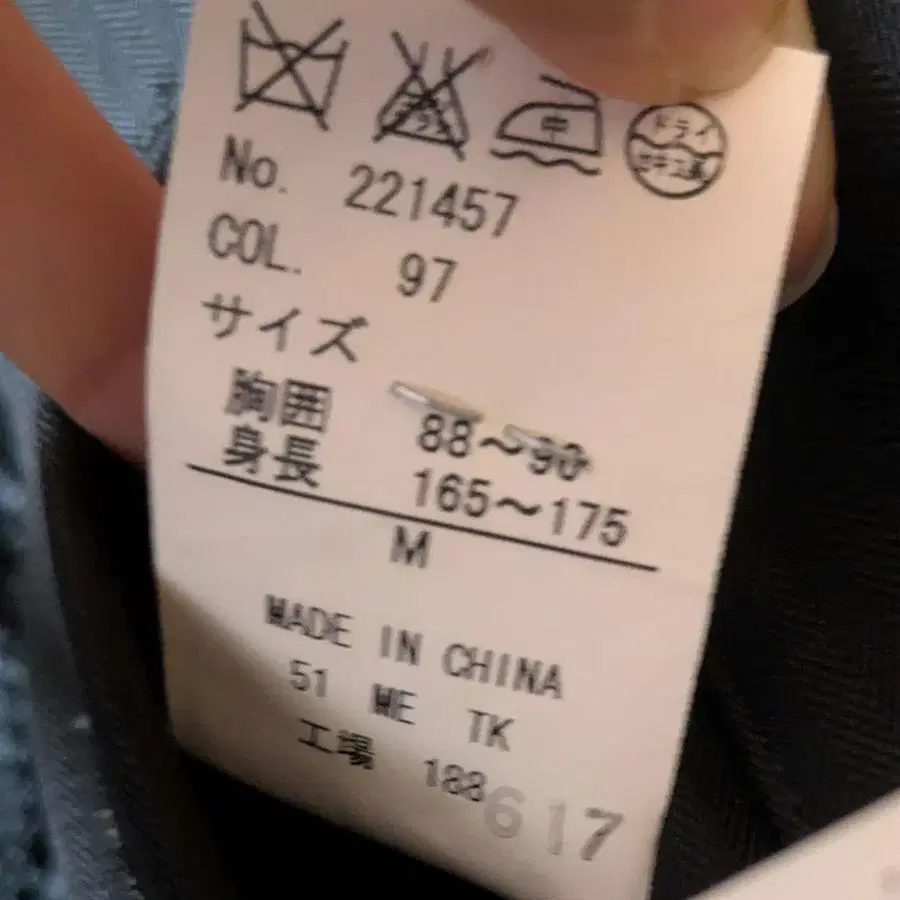 中 ドライ
No. 221457
COL. 97
サイズ
胸囲 88～96
身長 165～175
M
MADE IN CHINA
51 ME TK
工場 188
617